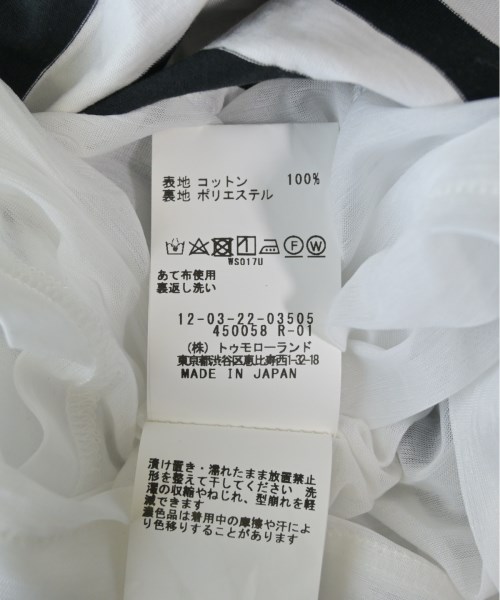 表地 コットン 100%
裏地 ポリエステル
F W
WS017U
あて布使用
裏返し洗い
12-03-22-03505
450058 R-01
(株) トゥモローランド
東京都渋谷区恵比寿西1-32-18
MADE IN JAPAN
漬け置き・濡れたまま放置禁止
形を整えて干してください 洗
濯の収縮やねじれ、型崩れを軽
減できます
濃色品は着用中の摩擦や汗によ
り色移りすることがあります